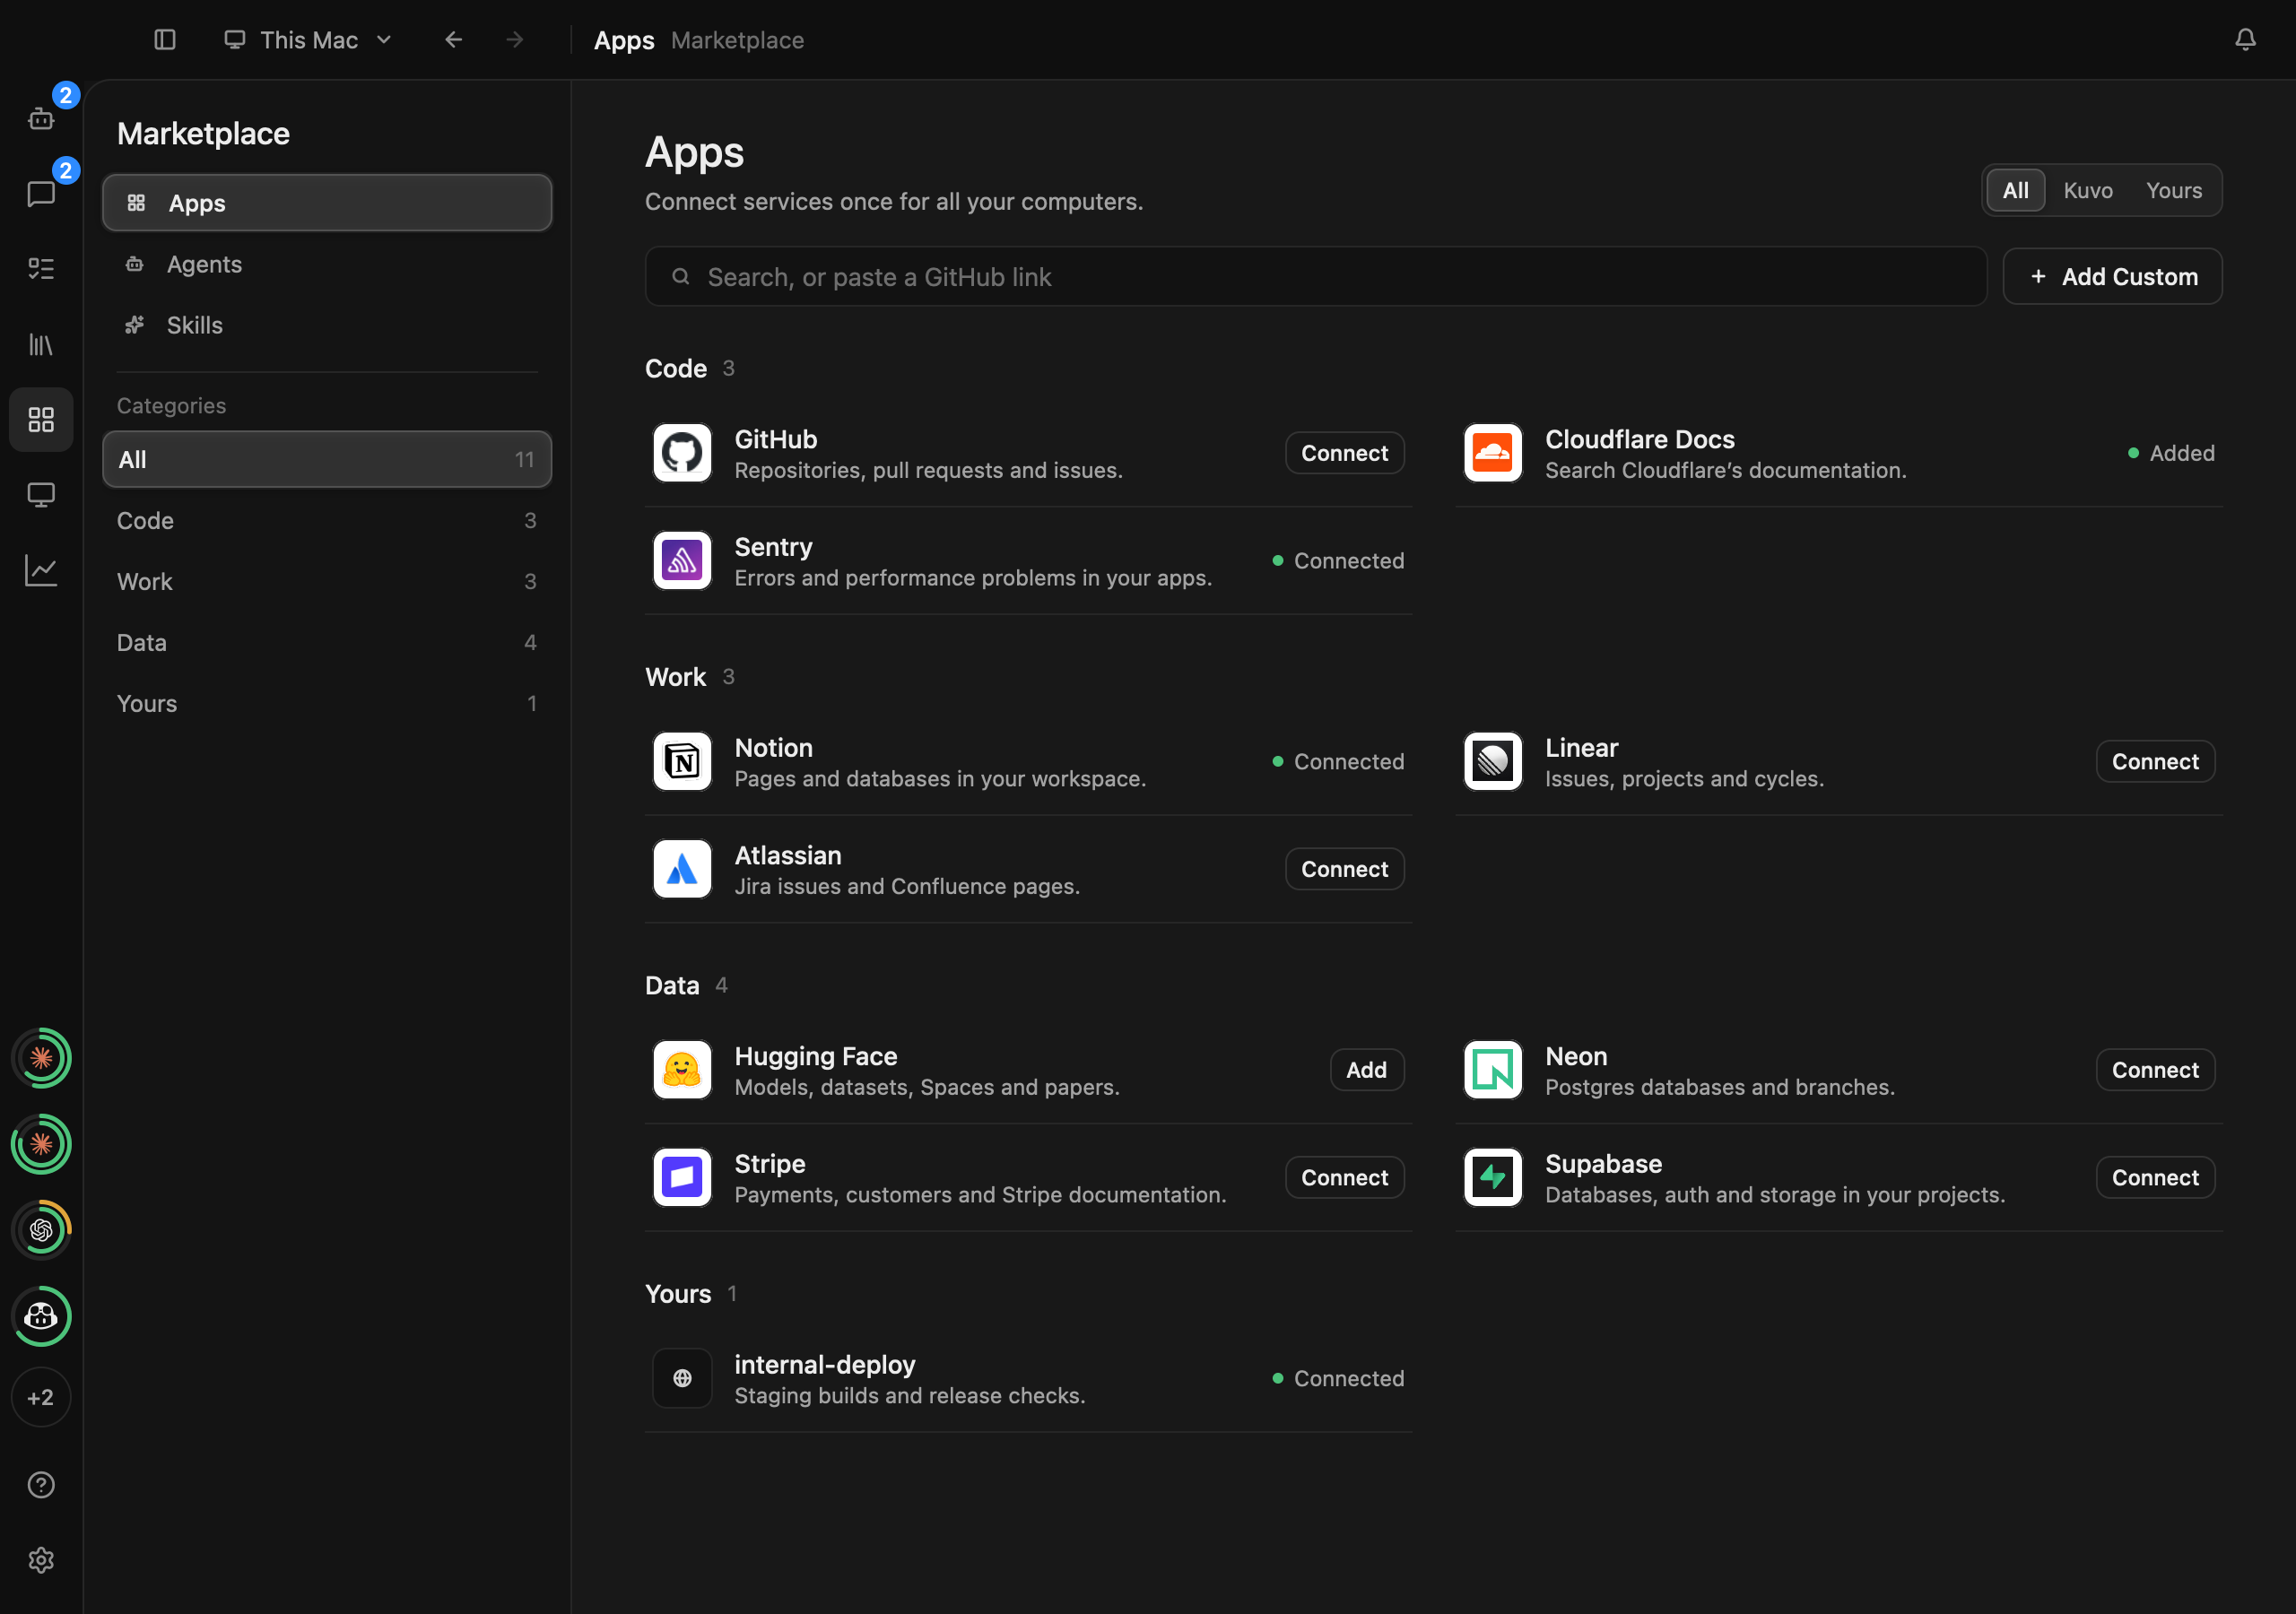 This Mac
Apps Marketplace
2
2
Marketplace
Apps
Agents
Skills
Categories
All 11
Code 3
Work 3
Data 4
Yours 1
+2
Apps
Connect services once for all your computers.
All Kuvo Yours
Search, or paste a GitHub link
+ Add Custom
Code 3
GitHub
Repositories, pull requests and issues.
Connect
Cloudflare Docs
Search Cloudflare’s documentation.
Added
Sentry
Errors and performance problems in your apps.
Connected
Work 3
Notion
Pages and databases in your workspace.
Connected
Linear
Issues, projects and cycles.
Connect
Atlassian
Jira issues and Confluence pages.
Connect
Data 4
Hugging Face
Models, datasets, Spaces and papers.
Add
Neon
Postgres databases and branches.
Connect
Stripe
Payments, customers and Stripe documentation.
Connect
Supabase
Databases, auth and storage in your projects.
Connect
Yours 1
internal-deploy
Staging builds and release checks.
Connected